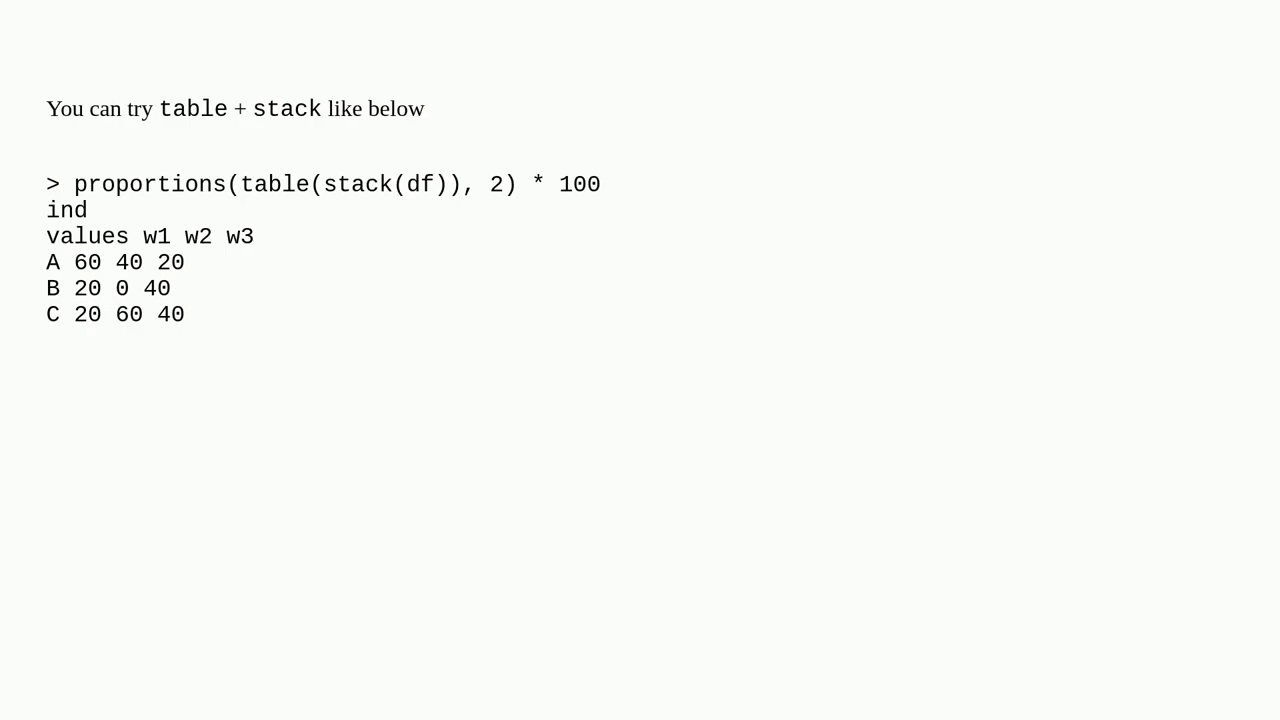 You can try table + stack like below
> proportions(table(stack(df)), 2) * 100
ind
values w1 w2 w3
A 60 40 20
B 20 0 40
C 20 60 40